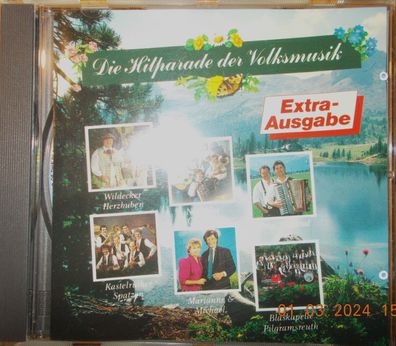 Die Hitparade der Volksmusik
Extra-
Ausgabe
Wildecker
Herzbuben
Kastelruther
Spatzen
Marianne &
Michael
Blaskapelle
Pilgramsreuth
01 03 2024 15